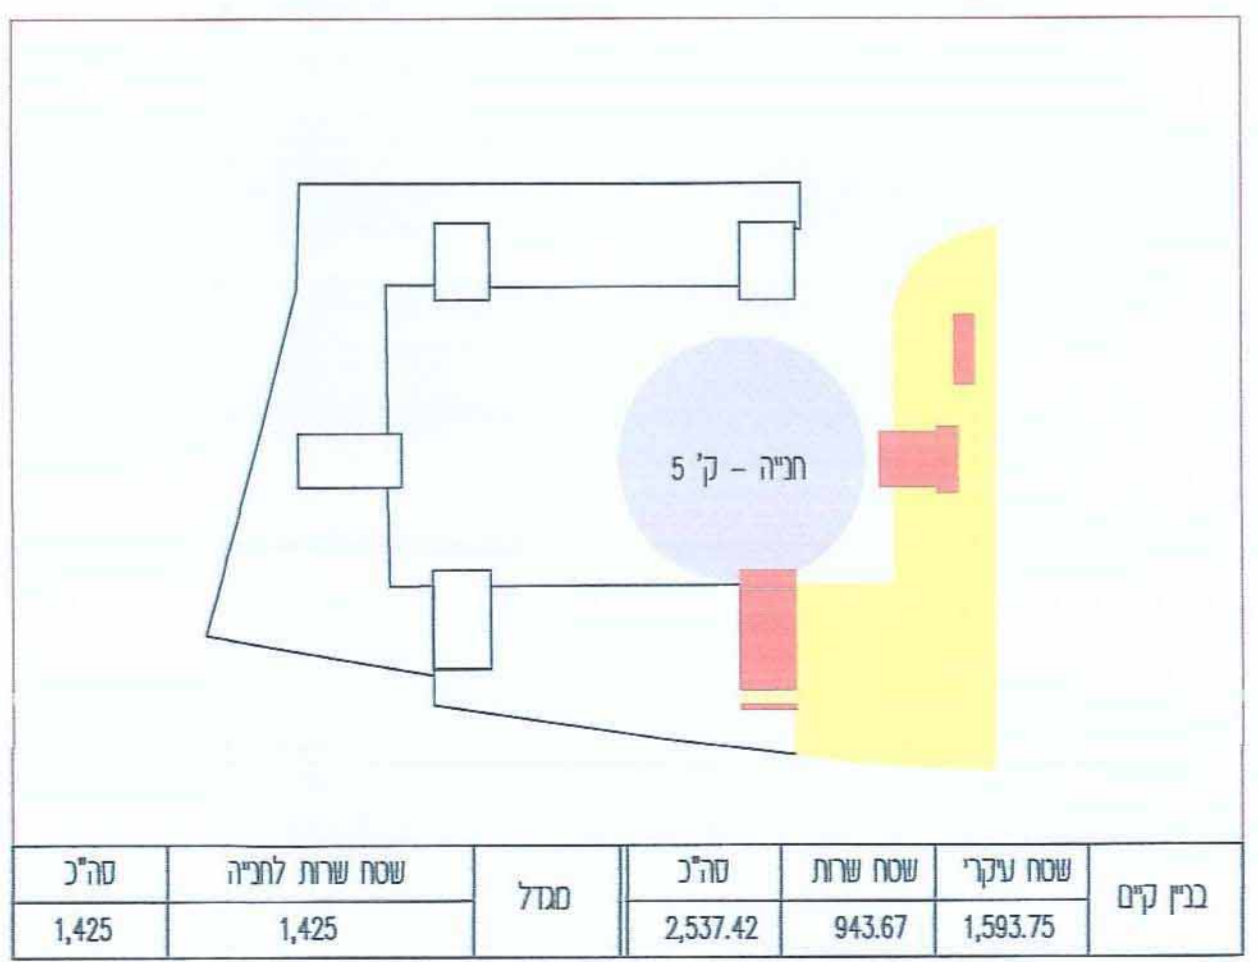 חנייה – ק' 5
בניין קיים שטח עיקרי שטח שרות סה"כ מגדל שטח שרות לחנייה סה"כ
1,593.75 943.67 2,537.42 1,425 1,425